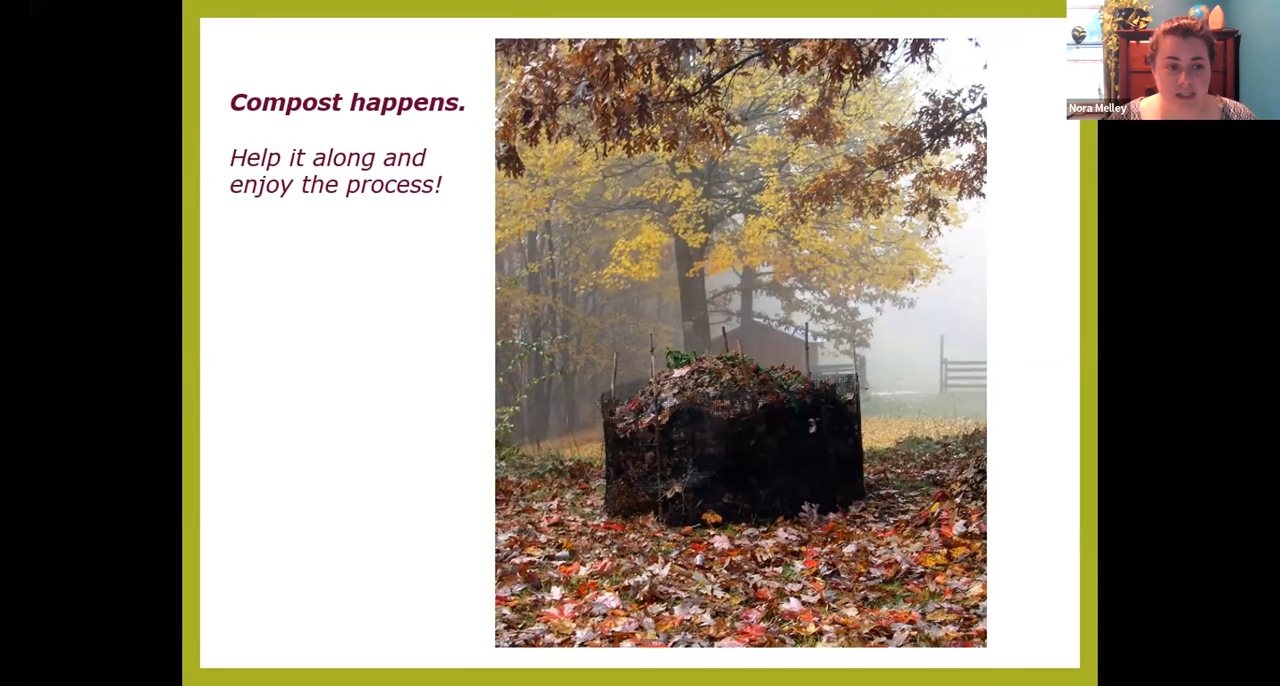 Compost happens.
Help it along and
enjoy the process!
Nora Melley